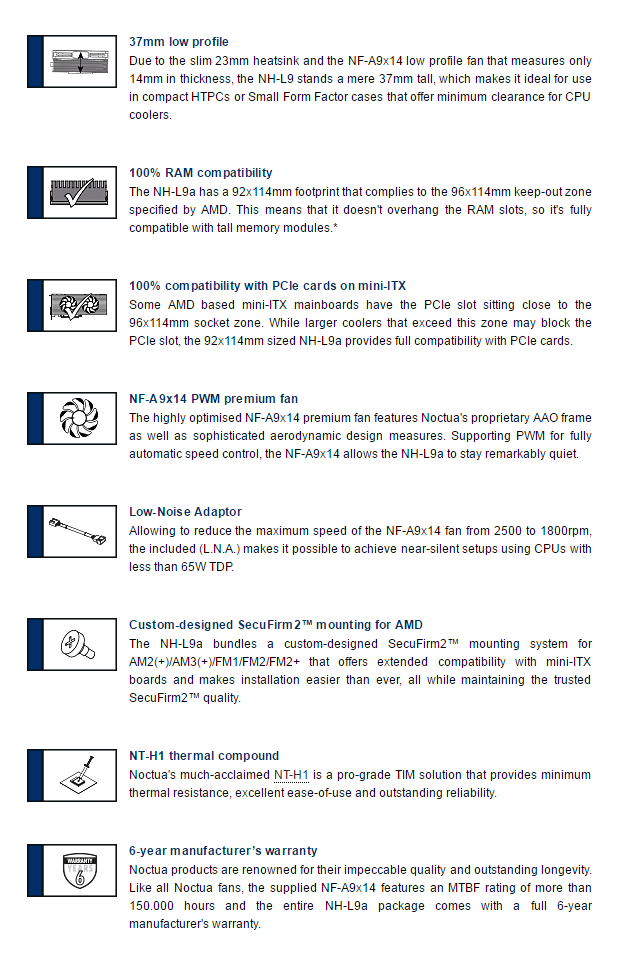 37mm low profile
Due to the slim 23mm heatsink and the NF-A9x14 low profile fan that measures only
14mm in thickness, the NH-L9 stands a mere 37mm tall, which makes it ideal for use
in compact HTPCs or Small Form Factor cases that offer minimum clearance for CPU
coolers.
100% RAM compatibility
The NH-L9a has a 92x114mm footprint that complies to the 96x114mm keep-out zone
specified by AMD. This means that it doesn't overhang the RAM slots, so it's fully
compatible with tall memory modules.*
100% compatibility with PCIe cards on mini-ITX
Some AMD based mini-ITX mainboards have the PCIe slot sitting close to the
96x114mm socket zone. While larger coolers that exceed this zone may block the
PCIe slot, the 92x114mm sized NH-L9a provides full compatibility with PCIe cards.
NF-A9x14 PWM premium fan
The highly optimised NF-A9x14 premium fan features Noctua's proprietary AAO frame
as well as sophisticated aerodynamic design measures. Supporting PWM for fully
automatic speed control, the NF-A9x14 allows the NH-L9a to stay remarkably quiet.
Low-Noise Adaptor
Allowing to reduce the maximum speed of the NF-A9x14 fan from 2500 to 1800rpm,
the included (L.N.A.) makes it possible to achieve near-silent setups using CPUs with
less than 65W TDP.
Custom-designed SecuFirm2™ mounting for AMD
The NH-L9a bundles a custom-designed SecuFirm2™ mounting system for
AM2(+)/AM3(+)/FM1/FM2/FM2+ that offers extended compatibility with mini-ITX
boards and makes installation easier than ever, all while maintaining the trusted
SecuFirm2™ quality.
NT-H1 thermal compound
Noctua's much-acclaimed NT-H1 is a pro-grade TIM solution that provides minimum
thermal resistance, excellent ease-of-use and outstanding reliability.
WARRANTY
YEARS
6
6-year manufacturer’s warranty
Noctua products are renowned for their impeccable quality and outstanding longevity.
Like all Noctua fans, the supplied NF-A9x14 features an MTBF rating of more than
150.000 hours and the entire NH-L9a package comes with a full 6-year
manufacturer's warranty.